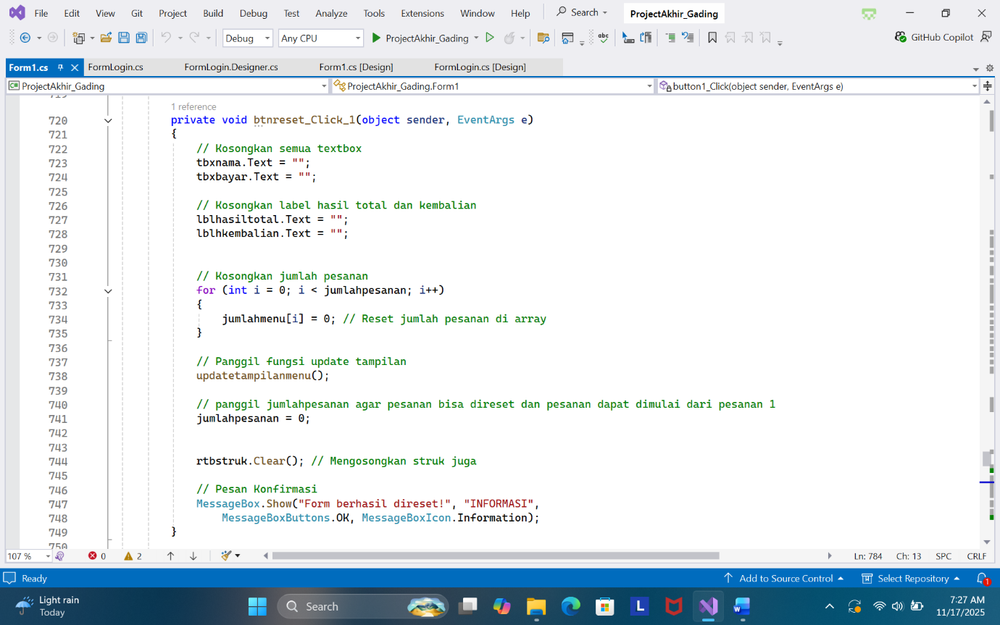 File Edit View Git Project Build Debug Test Analyze Tools Extensions Window Help Search ProjectAkhir_Gading
Debug Any CPU ProjectAkhir_Gading abc GitHub Copilot
Form1.cs FormLogin.cs FormLogin.Designer.cs Form1.cs [Design] FormLogin.cs [Design]
C# ProjectAkhir_Gading ProjectAkhir_Gading.Form1 button1_Click(object sender, EventArgs e)
719
1 reference
720 private void btnreset_Click_1(object sender, EventArgs e)
721 {
722 // Kosongkan semua textbox
723 tbxnama.Text = "";
724 tbxbayar.Text = "";
725
726 // Kosongkan label hasil total dan kembalian
727 lblhasiltotal.Text = "";
728 lblhkembalian.Text = "";
729
730
731 // Kosongkan jumlah pesanan
732 for (int i = 0; i < jumlahpesanan; i++)
733 {
734 jumlahmenu[i] = 0; // Reset jumlah pesanan di array
735 }
736
737 // Panggil fungsi update tampilan
738 updatetampilanmenu();
739
740 // panggil jumlahpesanan agar pesanan bisa direset dan pesanan dapat dimulai dari pesanan 1
741 jumlahpesanan = 0;
742
743
744 rtbstruk.Clear(); // Mengosongkan struk juga
745
746 // Pesan Konfirmasi
747 MessageBox.Show("Form berhasil direset!", "INFORMASI",
748 MessageBoxButtons.OK, MessageBoxIcon.Information);
749 }
750
107 % 0 2 Ln: 784 Ch: 13 SPC CRLF
Ready Add to Source Control Select Repository 1
Light rain
Today
Search
L
7:27 AM
11/17/2025